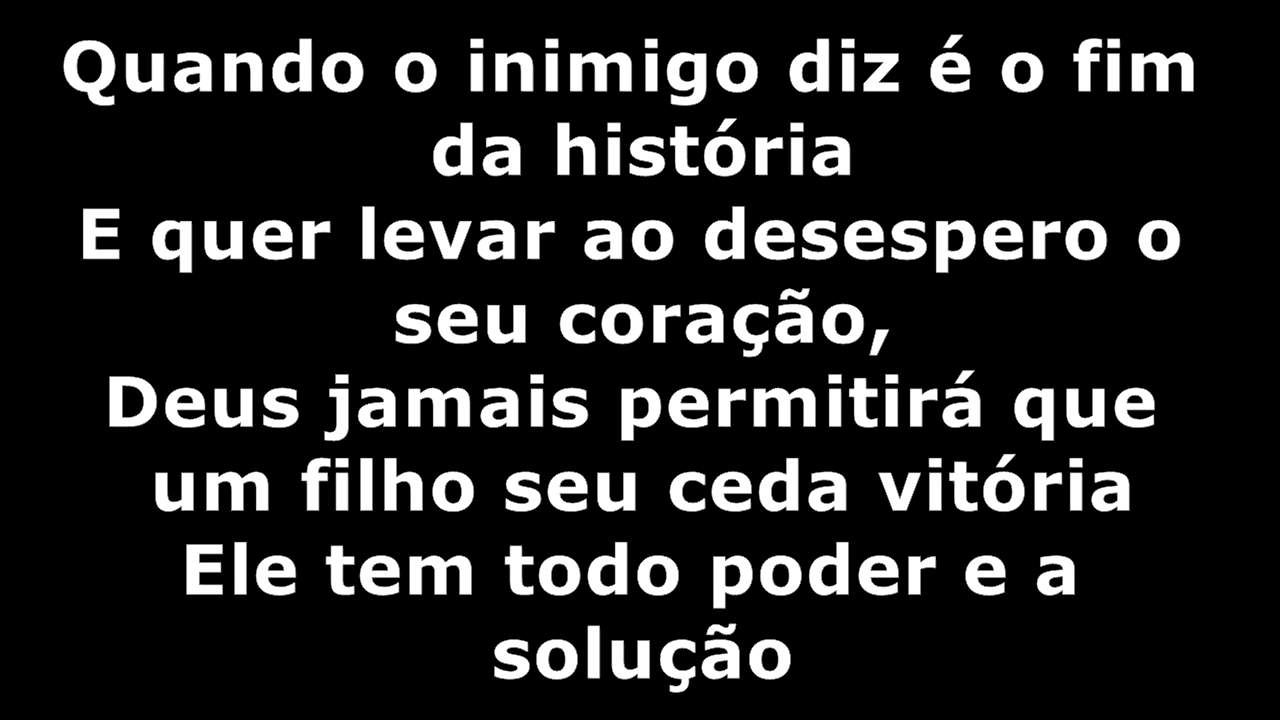 Quando o inimigo diz é o fim
da história
E quer levar ao desespero o
seu coração,
Deus jamais permitirá que
um filho seu ceda vitória
Ele tem todo poder e a
solução